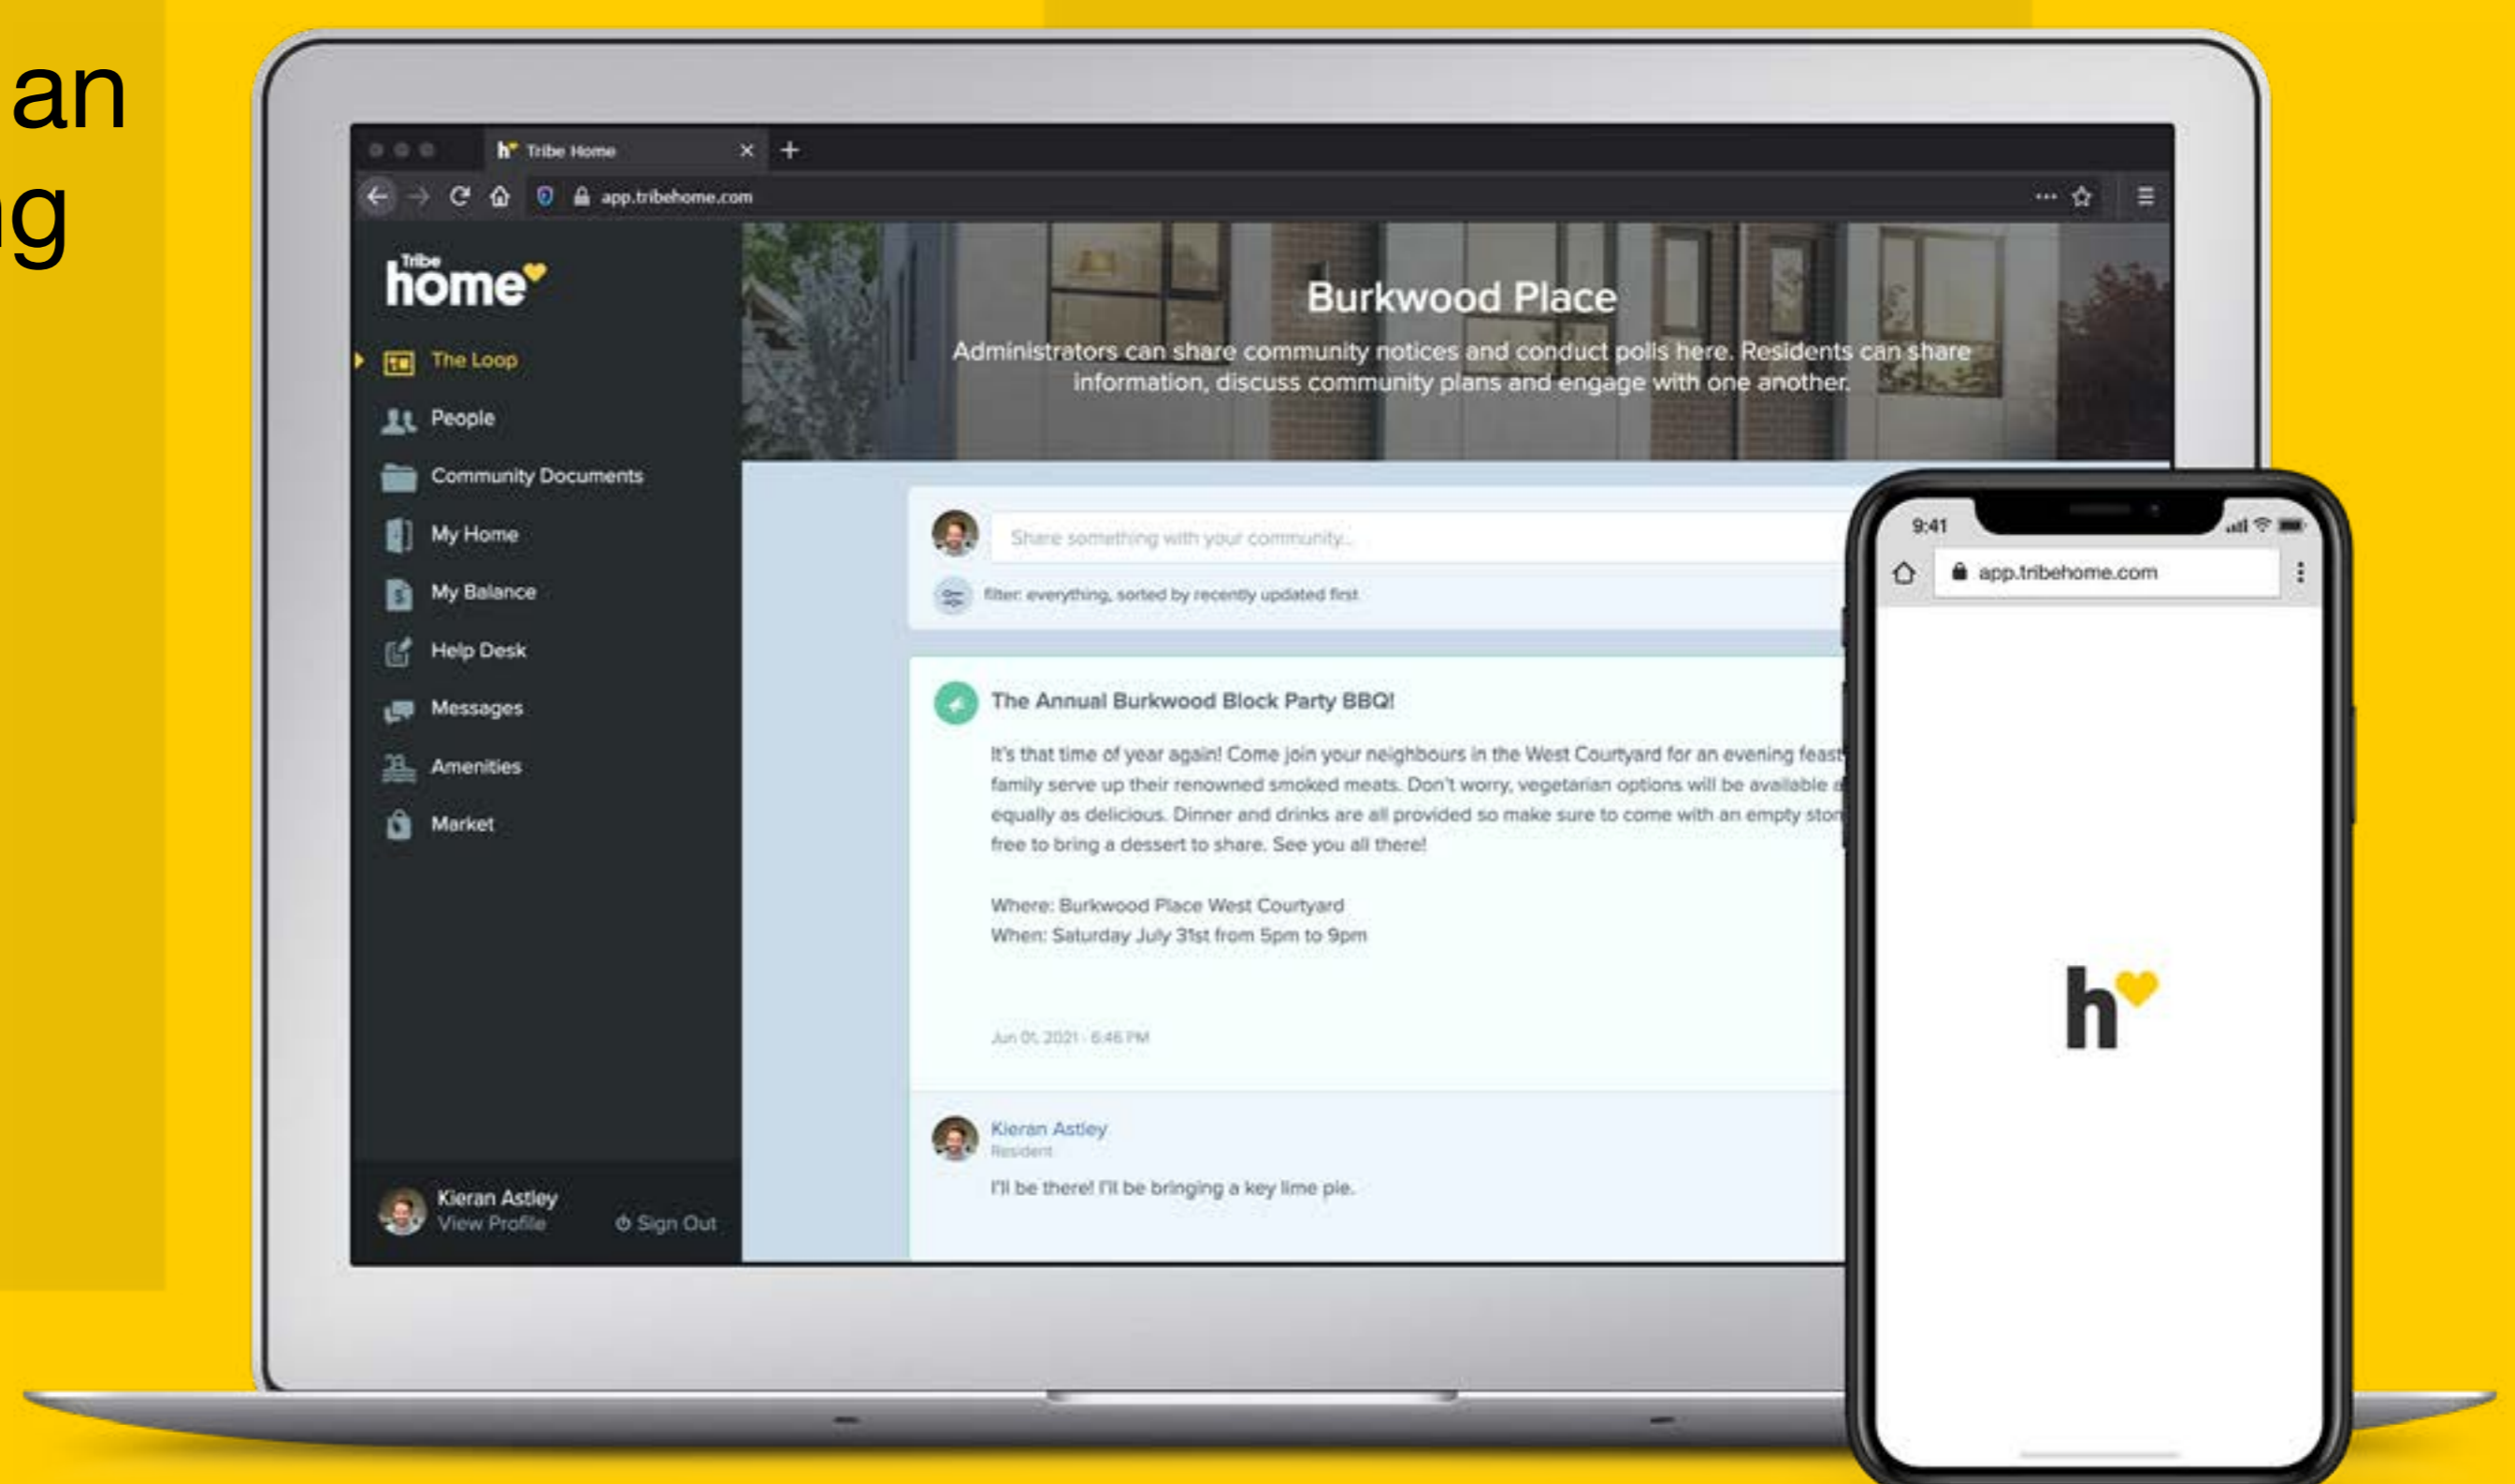 an
ng
Tribe Home
app.tribehome.com
Tribe
home
The Loop
People
Community Documents
My Home
My Balance
Help Desk
Messages
Amenities
Market
Kieran Astley
View Profile
Sign Out
Burkwood Place
Administrators can share community notices and conduct polls here. Residents can share
information, discuss community plans and engage with one another.
Share something with your community...
filter: everything, sorted by recently updated first
The Annual Burkwood Block Party BBQ!
It's that time of year again! Come join your neighbours in the West Courtyard for an evening feast
family serve up their renowned smoked meats. Don't worry, vegetarian options will be available
equally as delicious. Dinner and drinks are all provided so make sure to come with an empty
free to bring a dessert to share. See you all there!
Where: Burkwood Place West Courtyard
When: Saturday July 31st from 5pm to 9pm
Jun 01, 2021 - 6:46 PM
Kieran Astley
Resident
I'll be there! I'll be bringing a key lime pie.
9:41
app.tribehome.com
h